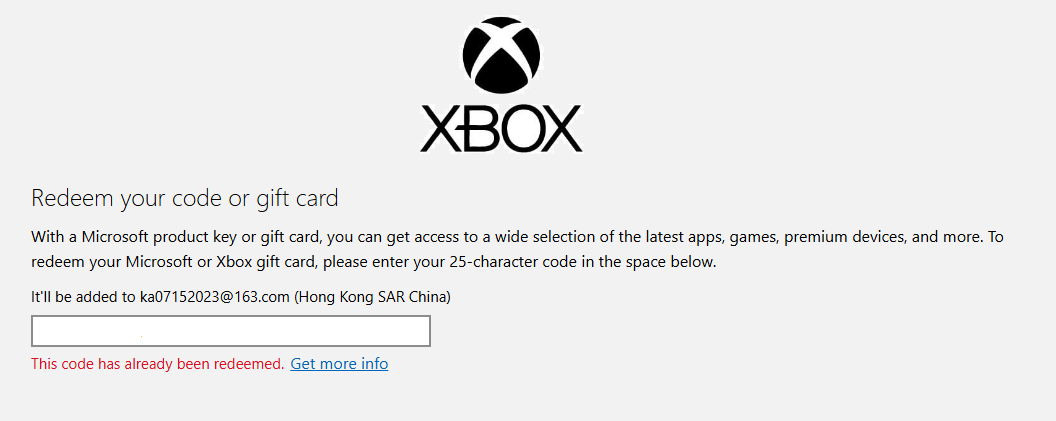 XBOX
Redeem your code or gift card
With a Microsoft product key or gift card, you can get access to a wide selection of the latest apps, games, premium devices, and more. To
redeem your Microsoft or Xbox gift card, please enter your 25-character code in the space below.
It'll be added to ka07152023@163.com (Hong Kong SAR China)
This code has already been redeemed. Get more info